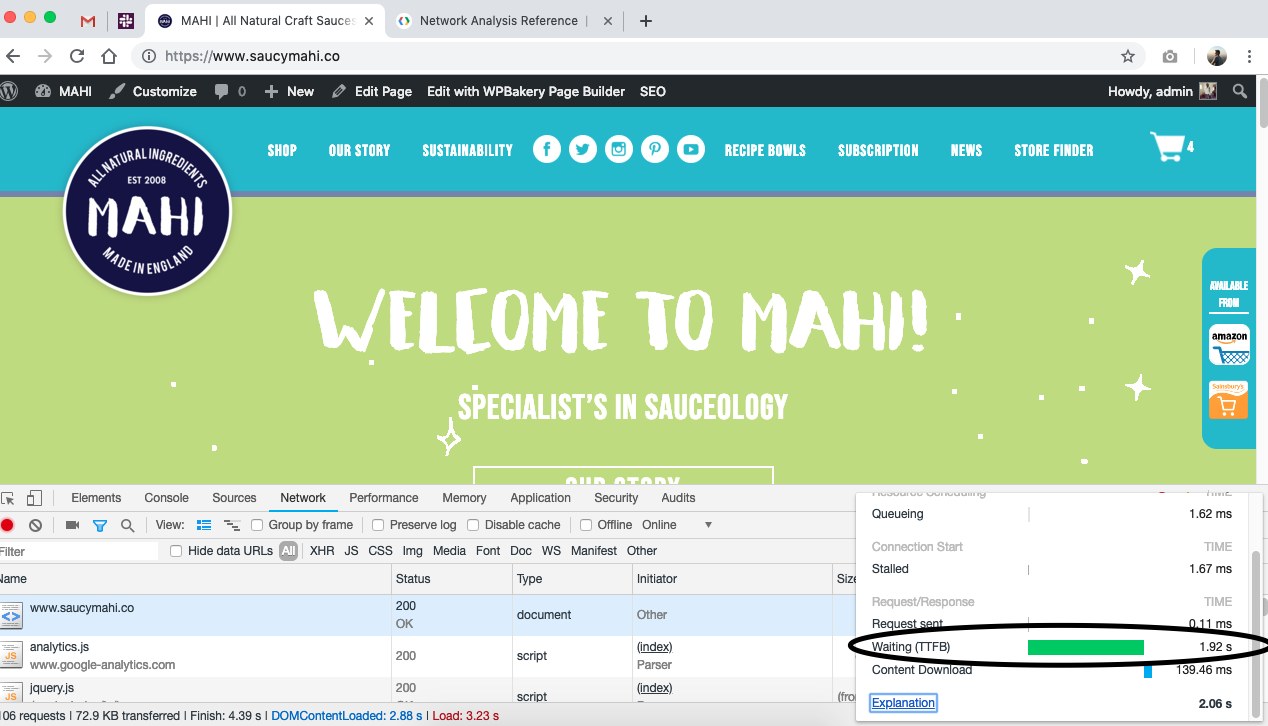 MAHI | All Natural Craft Sauces
Network Analysis Reference
https://www.saucymahi.co
MAHI Customize 0 New Edit Page Edit with WPBakery Page Builder SEO Howdy, admin
SHOP OUR STORY SUSTAINABILITY RECIPE BOWLS SUBSCRIPTION NEWS STORE FINDER 4
ALL NATURAL INGREDIENTS
EST 2008
MAHI
MADE IN ENGLAND
WELCOME TO MAHI!
SPECIALIST'S IN SAUCEOLOGY
OUR STORY
AVAILABLE
FROM
amazon
Sainsbury's
Elements Console Sources Network Performance Memory Application Security Audits
View: Group by frame Preserve log Disable cache Offline Online ▼
Filter Hide data URLs All XHR JS CSS Img Media Font Doc WS Manifest Other
Name Status Type Initiator Size
www.saucymahi.co 200 OK document Other
analytics.js
www.google-analytics.com 200 script (index) Parser
jquery.js 200 script (index)
106 requests | 72.9 KB transferred | Finish: 4.39 s | DOMContentLoaded: 2.88 s | Load: 3.23 s
Resource Scheduling TIME
Queueing 1.62 ms
Connection Start TIME
Stalled 1.67 ms
Request/Response TIME
Request sent 0.11 ms
Waiting (TTFB) 1.92 s
Content Download 139.46 ms
Explanation 2.06 s